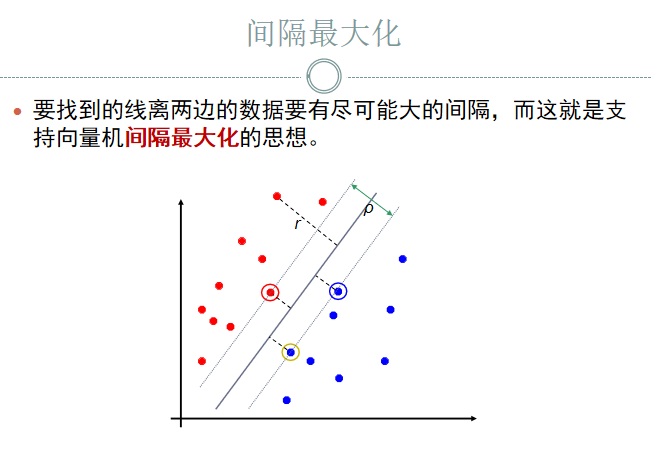 间隔最大化
要找到的线离两边的数据要有尽可能大的间隔，而这就是支
持向量机间隔最大化的思想。
ρ
r